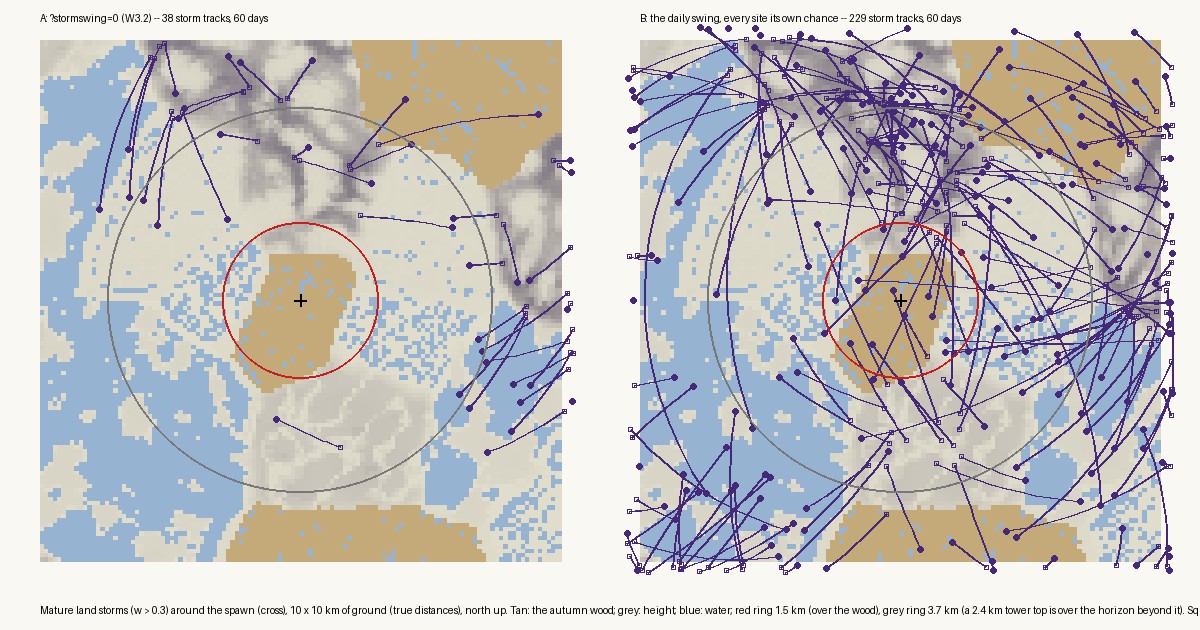 A: ?stormswing=0 (W3.2) -- 38 storm tracks, 60 days
B: the daily swing, every site its own chance -- 229 storm tracks, 60 days
Mature land storms (w > 0.3) around the spawn (cross), 10 x 10 km of ground (true distances), north up. Tan: the autumn wood; grey: height; blue: water; red ring 1.5 km (over the wood), grey ring 3.7 km (a 2.4 km tower top is over the horizon beyond it). Sq